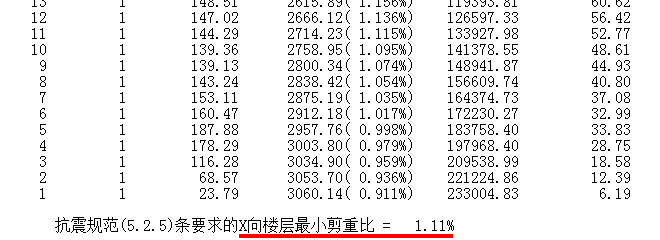 13 1 148.51 2615.89( 1.156%) 119393.81 60.62
12 1 147.02 2666.12( 1.136%) 126597.33 56.42
11 1 144.29 2714.23( 1.115%) 133927.98 52.77
10 1 139.36 2758.95( 1.095%) 141378.55 48.61
9 1 139.13 2800.34( 1.074%) 148941.87 44.93
8 1 143.24 2838.42( 1.054%) 156609.74 40.80
7 1 153.11 2875.19( 1.035%) 164374.73 37.08
6 1 160.47 2912.18( 1.017%) 172230.27 32.99
5 1 187.88 2957.76( 0.998%) 183758.40 33.83
4 1 178.29 3003.80( 0.979%) 197968.40 28.75
3 1 116.28 3034.90( 0.959%) 209538.99 18.58
2 1 68.57 3053.70( 0.936%) 221224.86 12.39
1 1 23.79 3060.14( 0.911%) 233004.83 6.19
抗震规范(5.2.5)条要求的X向楼层最小剪重比 = 1.11%